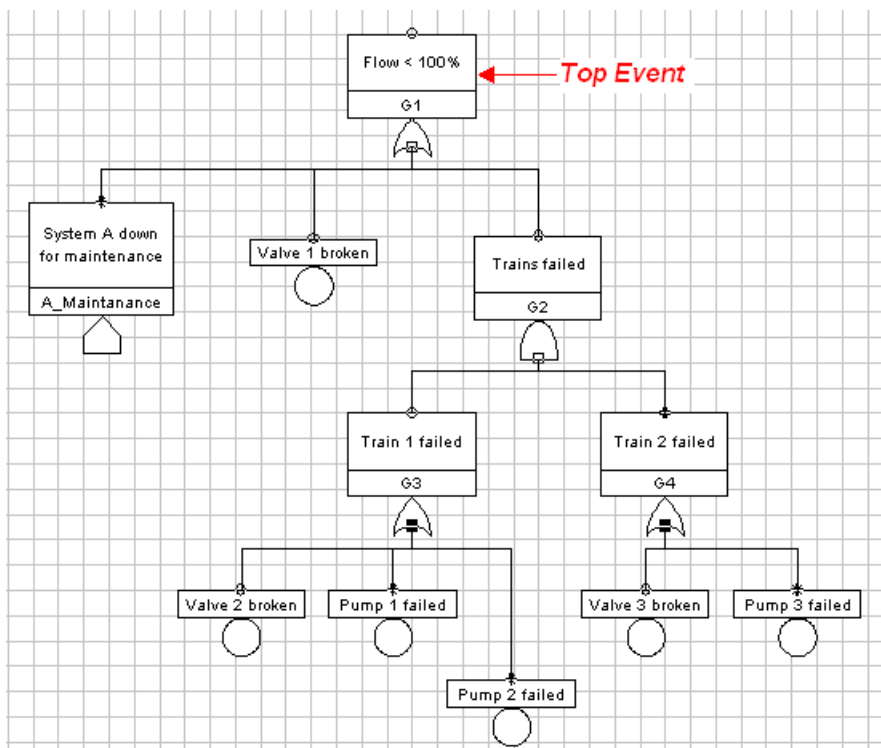 Flow < 100%
Top Event
G1
System A down
for maintenance
A_Maintanance
Valve 1 broken
Trains failed
G2
Train 1 failed
G3
Train 2 failed
G4
Valve 2 broken
Pump 1 failed
Valve 3 broken
Pump 3 failed
Pump 2 failed